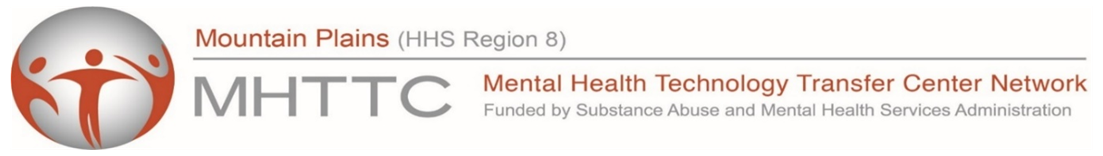 Mountain Plains (HHS Region 8)
MHTTC
Mental Health Technology Transfer Center Network
Funded by Substance Abuse and Mental Health Services Administration